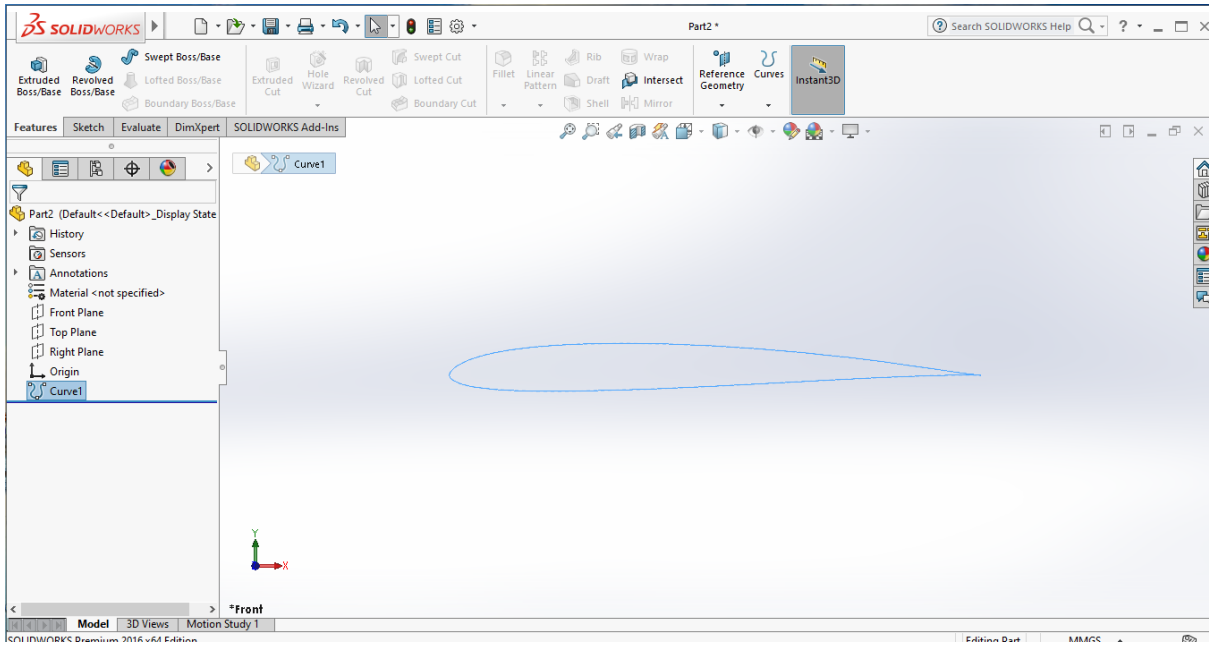 SOLIDWORKS
Part2 *
Search SOLIDWORKS Help
?
Extruded Boss/Base
Revolved Boss/Base
Swept Boss/Base
Lofted Boss/Base
Boundary Boss/Base
Extruded Cut
Hole Wizard
Revolved Cut
Swept Cut
Lofted Cut
Boundary Cut
Fillet
Linear Pattern
Rib
Draft
Shell
Wrap
Intersect
Mirror
Reference Geometry
Curves
Instant3D
Features Sketch Evaluate DimXpert SOLIDWORKS Add-Ins
Curve1
Part2 (Default<<Default>_Display State
History
Sensors
Annotations
Material <not specified>
Front Plane
Top Plane
Right Plane
Origin
Curve1
Y
X
*Front
Model 3D Views Motion Study 1
SOLIDWORKS Premium 2016 x64 Edition
Editing Part MMGS